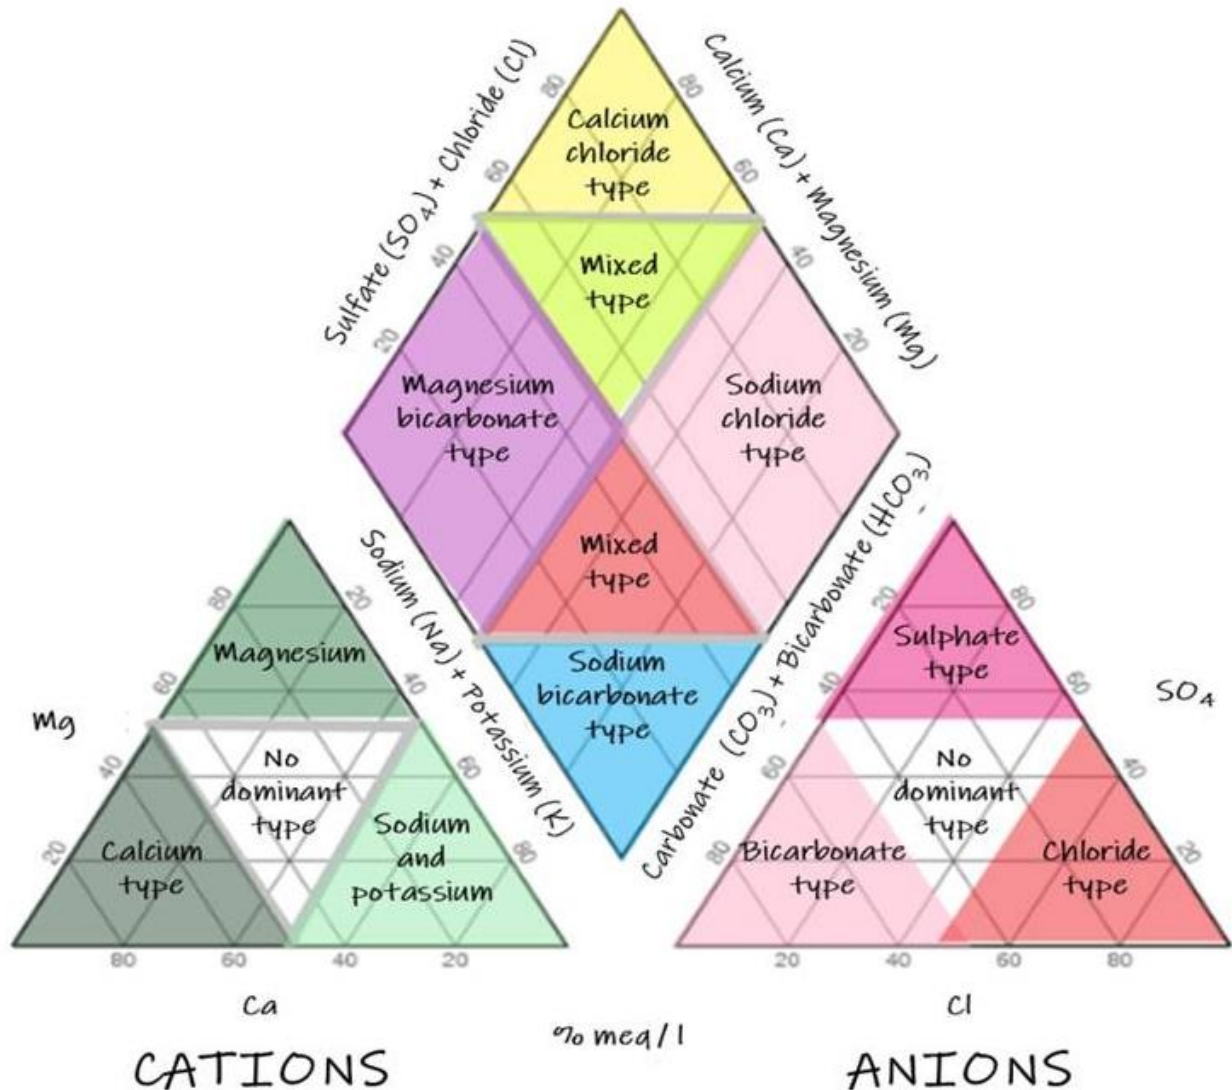 Sulfate (SO4) + Chloride (Cl)
Calcium (Ca) + Magnesium (Mg)
80
80
60
60
40
40
20
20
Calcium
chloride
type
Mixed
type
Magnesium
bicarbonate
type
Sodium
chloride
type
Mixed
type
Sodium
bicarbonate
type
Sodium (Na) + Potassium (K)
Carbonate (CO3) + Bicarbonate (HCO3)
80
20
60
40
40
60
20
80
Magnesium
No
dominant
type
Calcium
type
Sodium
and
potassium
Mg
80
60
40
20
Ca
20
80
40
60
60
40
80
20
Sulphate
type
No
dominant
type
Bicarbonate
type
Chloride
type
SO4
20
40
60
80
Cl
% meq/l
CATIONS
ANIONS